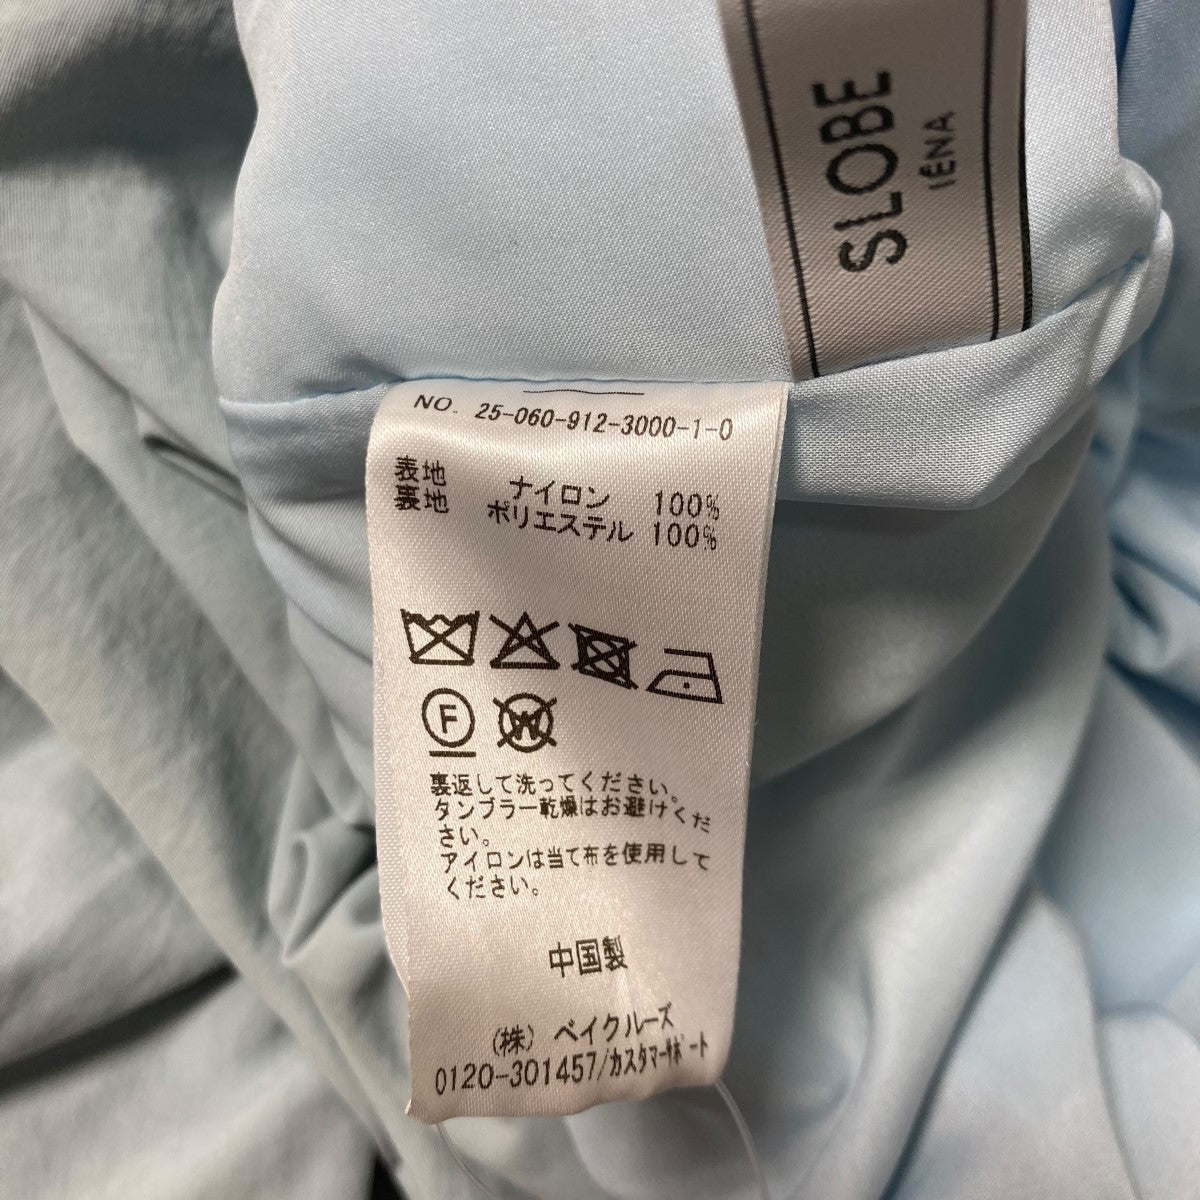 SLOBE
IÉNA
NO. 25-060-912-3000-1-0
表地 ナイロン 100%
裏地 ポリエステル 100%
F
W
裏返して洗ってください。
タンブラー乾燥はお避けくだ
さい。
アイロンは当て布を使用して
ください。
中国製
(株) ベイクルーズ
0120-301457/カスタマーサポート